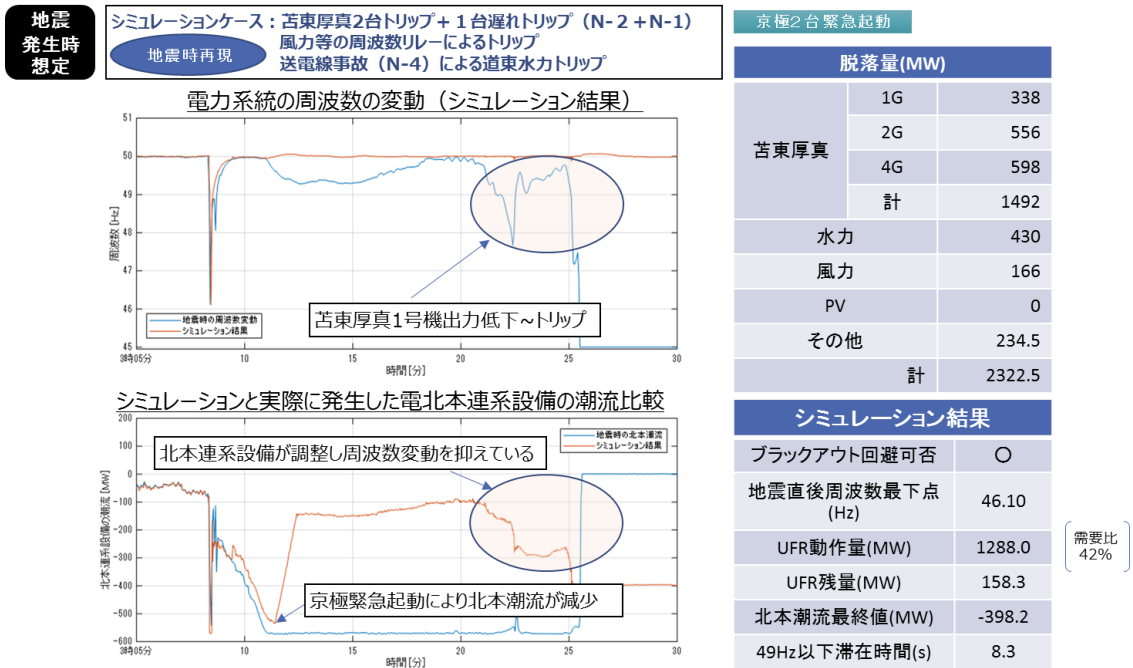 地震
発生時
想定
シミュレーションケース：苫東厚真2台トリップ＋１台遅れトリップ（N-２＋N-1）
風力等の周波数リレーによるトリップ
送電線事故（N-4）による道東水力トリップ
地震時再現
電力系統の周波数の変動（シミュレーション結果）
51
50
49
48
47
46
45
周波数 [Hz]
地震時の周波数変動
シミュレーション結果
苫東厚真1号機出力低下~トリップ
3時05分
10
15
20
25
30
時間[分]
シミュレーションと実際に発生した電北本連系設備の潮流比較
200
100
0
-100
-200
-300
-400
-500
-600
北本連系設備の潮流 [MW]
地震時の北本潮流
シミュレーション結果
北本連系設備が調整し周波数変動を抑えている
京極緊急起動により北本潮流が減少
3時05分
10
15
20
25
30
時間[分]
京極２台緊急起動
脱落量(MW)
苫東厚真
1G 338
2G 556
4G 598
計 1492
水力 430
風力 166
PV 0
その他 234.5
計 2322.5
シミュレーション結果
ブラックアウト回避可否 〇
地震直後周波数最下点
(Hz)
46.10
UFR動作量(MW) 1288.0
UFR残量(MW) 158.3
北本潮流最終値(MW) -398.2
49Hz以下滞在時間(s) 8.3
需要比
42%